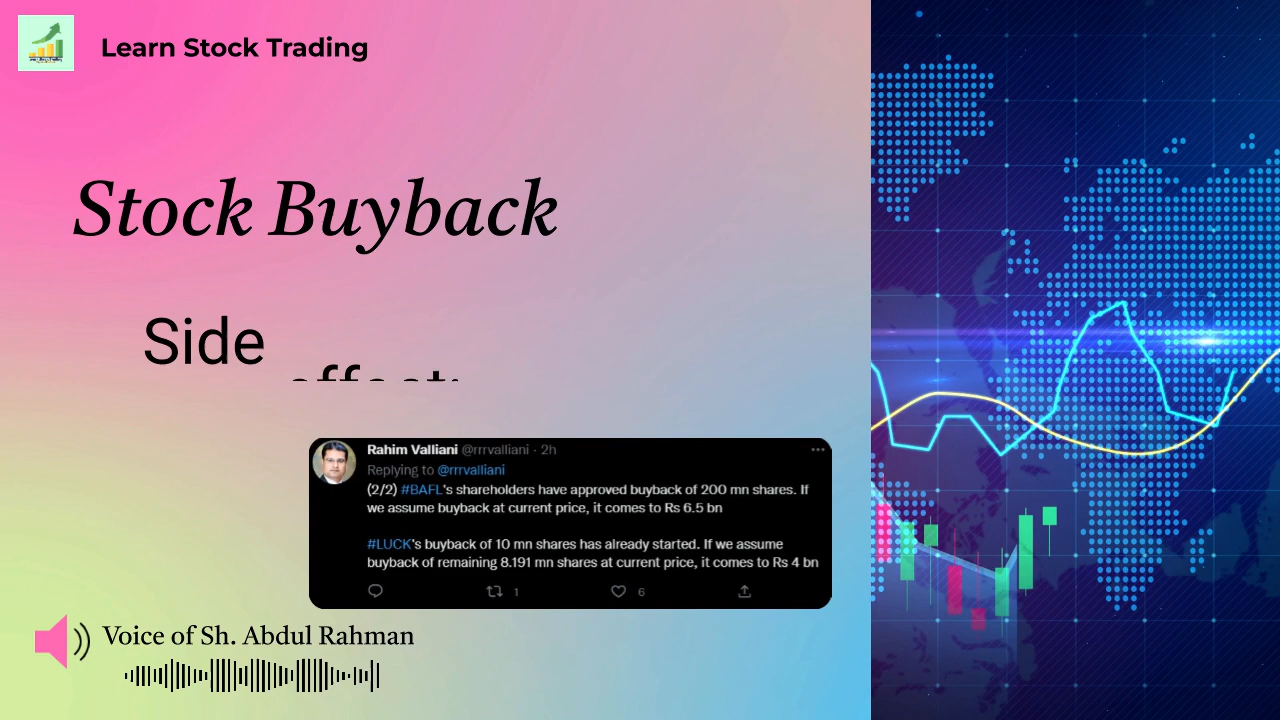 Learn Stock Trading
Stock Buyback
Side
Rahim Valliani @rrrvalliani · 2h
Replying to @rrrvalliani
(2/2) #BAFL's shareholders have approved buyback of 200 mn shares. If
we assume buyback at current price, it comes to Rs 6.5 bn
#LUCK's buyback of 10 mn shares has already started. If we assume
buyback of remaining 8.191 mn shares at current price, it comes to Rs 4 bn
1 6
Voice of Sh. Abdul Rahman